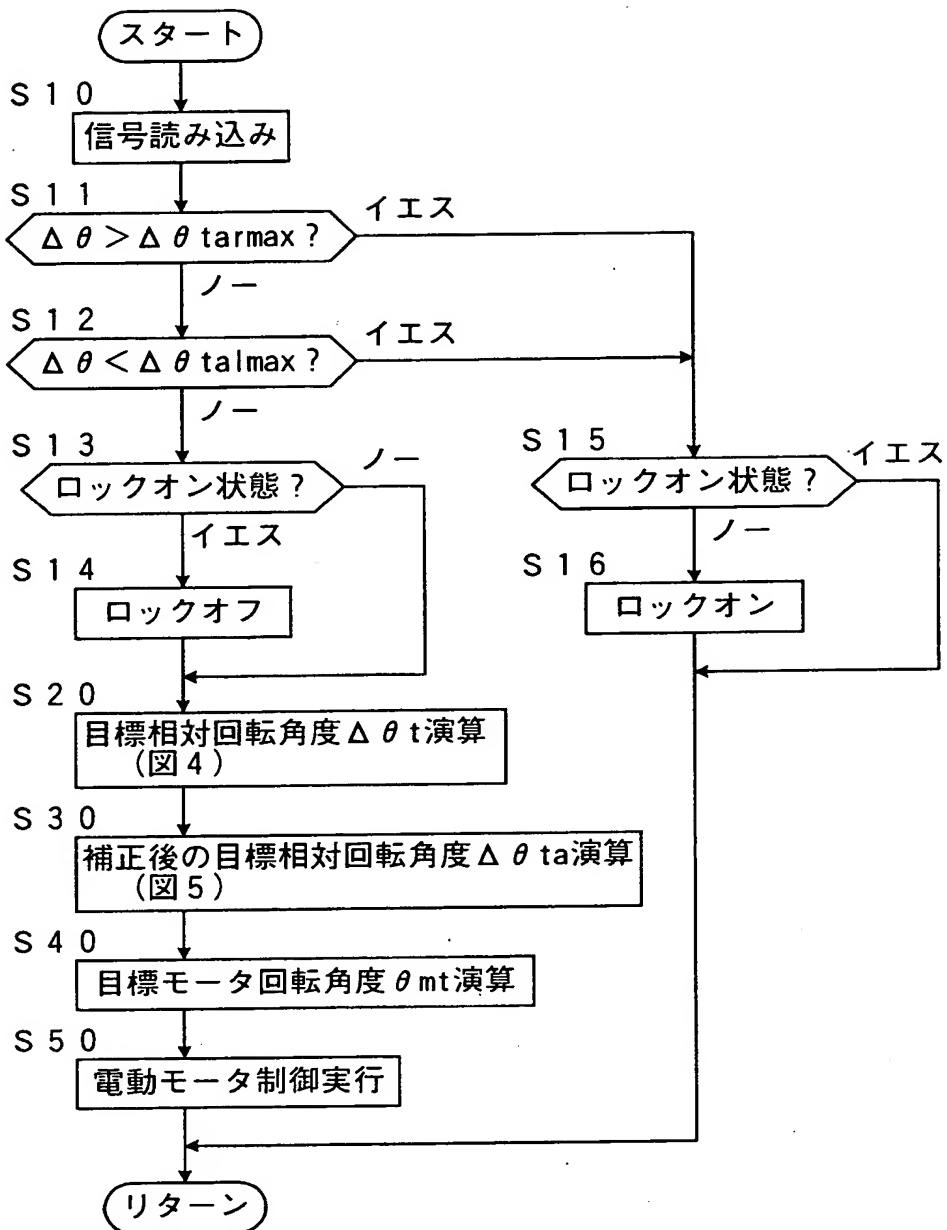 スタート
S10
信号読み込み
S11
Δθ>Δθtarmax?
イエス
ノー
S12
Δθ<Δθtalmax?
イエス
ノー
S13
ロックオン状態?
ノー
イエス
S14
ロックオフ
S15
ロックオン状態?
イエス
ノー
S16
ロックオン
S20
目標相対回転角度Δθt演算
(図4)
S30
補正後の目標相対回転角度Δθta演算
(図5)
S40
目標モータ回転角度θmt演算
S50
電動モータ制御実行
リターン